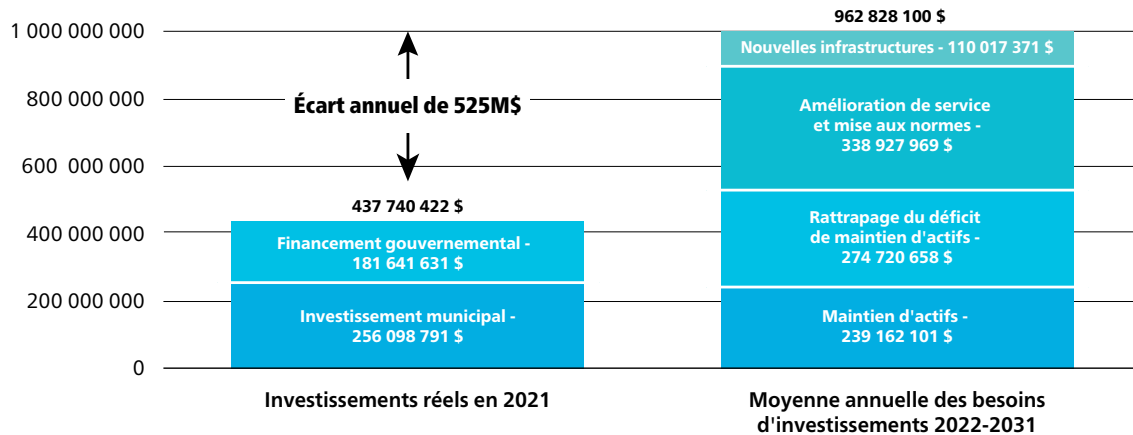 962 828 100 $
1 000 000 000
800 000 000
600 000 000
400 000 000
200 000 000
0
Écart annuel de 525M$
437 740 422 $
Financement gouvernemental -
181 641 631 $
Investissement municipal -
256 098 791 $
Nouvelles infrastructures - 110 017 371 $
Amélioration de service
et mise aux normes -
338 927 969 $
Rattrapage du déficit
de maintien d'actifs -
274 720 658 $
Maintien d'actifs -
239 162 101 $
Investissements réels en 2021
Moyenne annuelle des besoins
d'investissements 2022-2031